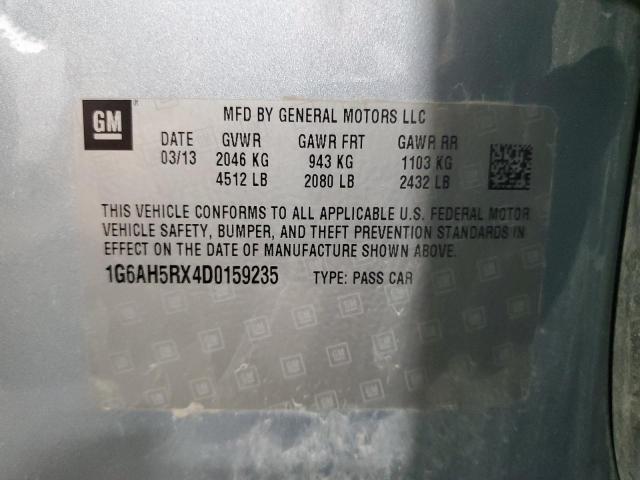 GM
MFD BY GENERAL MOTORS LLC
DATE GVWR GAWR FRT GAWR RR
03/13 2046 KG 943 KG 1103 KG
4512 LB 2080 LB 2432 LB
THIS VEHICLE CONFORMS TO ALL APPLICABLE U.S. FEDERAL MOTOR
VEHICLE SAFETY, BUMPER, AND THEFT PREVENTION STANDARDS IN
EFFECT ON THE DATE OF MANUFACTURE SHOWN ABOVE.
1G6AH5RX4D0159235 TYPE: PASS CAR